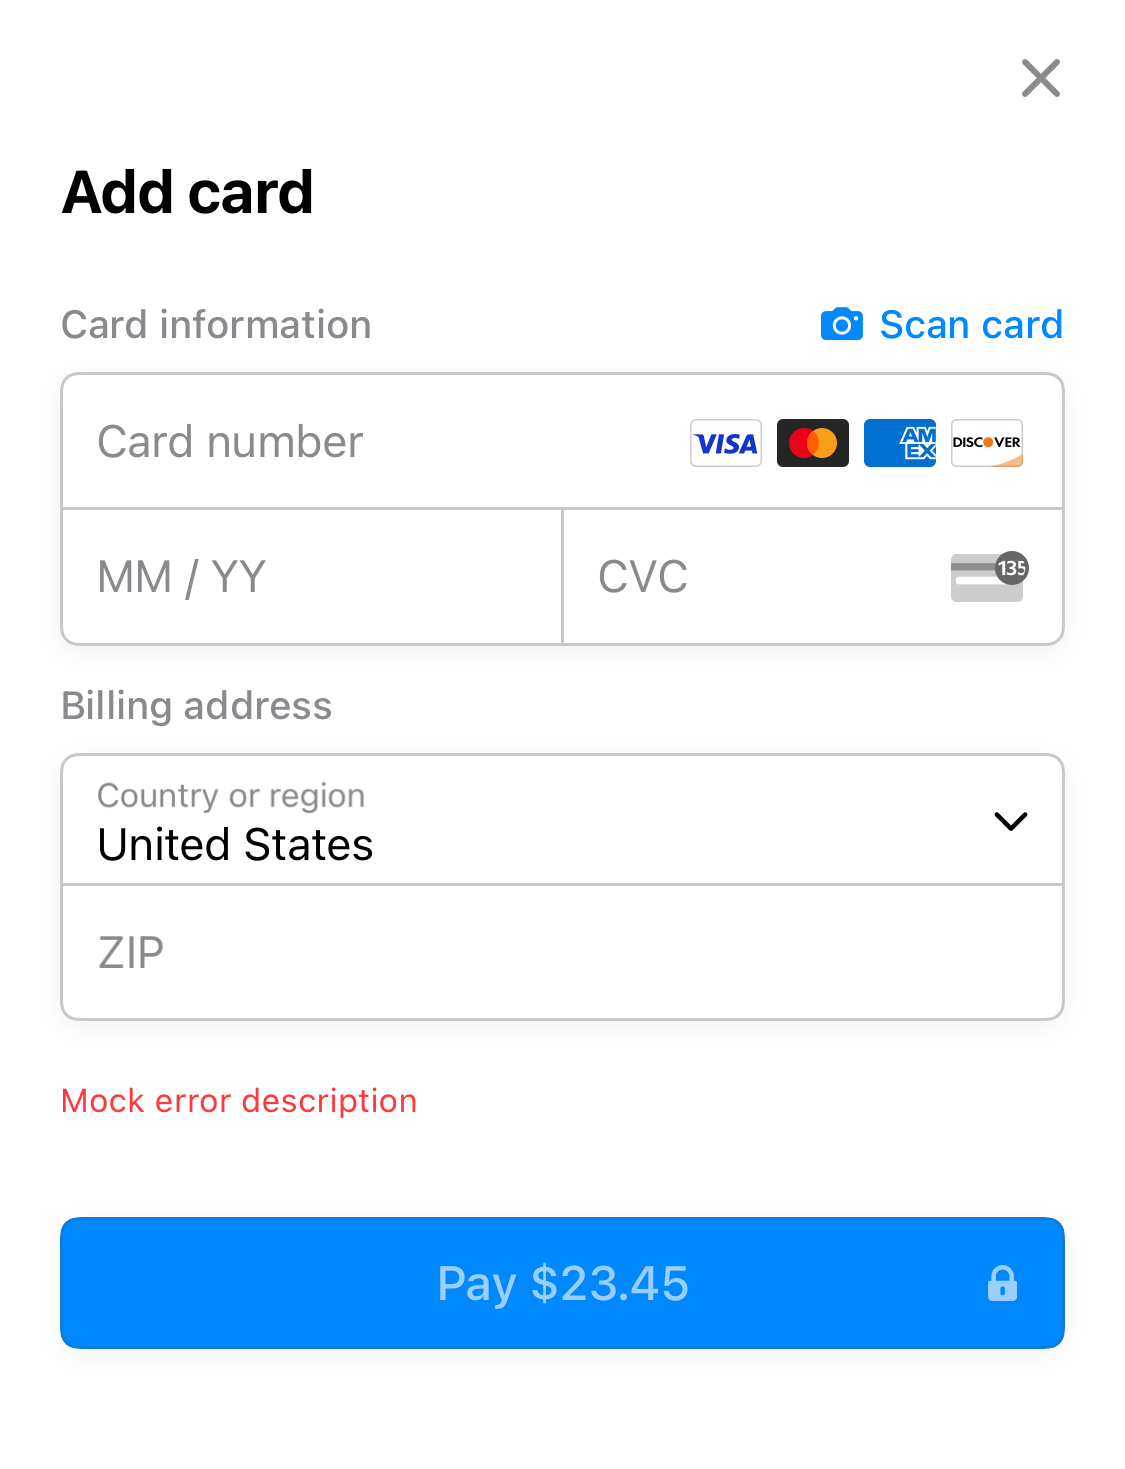 Add card
Card information
Scan card
Card number
VISA
AM
EX
DISCOVER
MM / YY
CVC
135
Billing address
Country or region
United States
ZIP
Mock error description
Pay $23.45